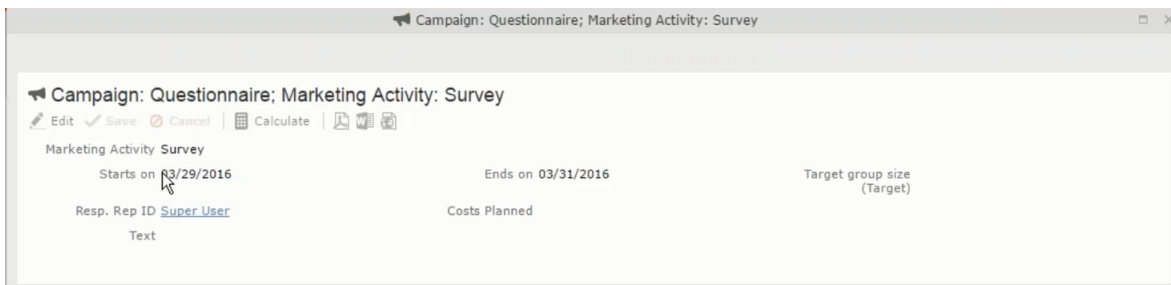 Campaign: Questionnaire; Marketing Activity: Survey
Campaign: Questionnaire; Marketing Activity: Survey
Edit Save Cancel Calculate
Marketing Activity Survey
Starts on 03/29/2016 Ends on 03/31/2016 Target group size
(Target)
Resp. Rep ID Super User Costs Planned
Text